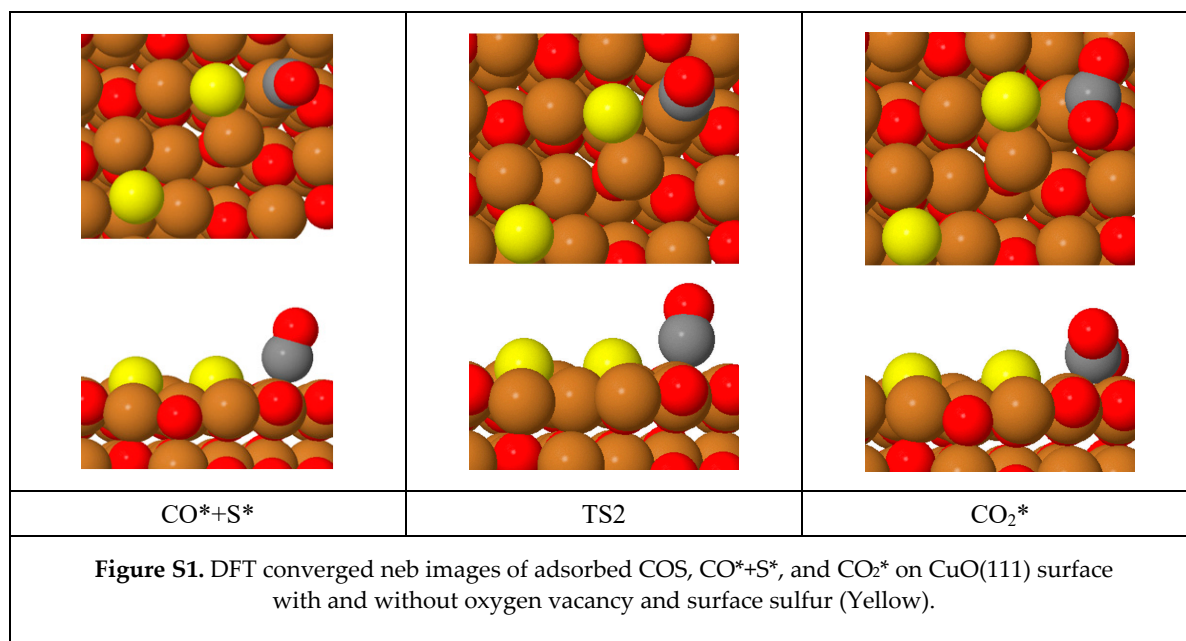 CO*+S*
TS2
CO₂*
Figure S1. DFT converged neb images of adsorbed COS, CO*+S*, and CO₂* on CuO(111) surface
with and without oxygen vacancy and surface sulfur (Yellow).